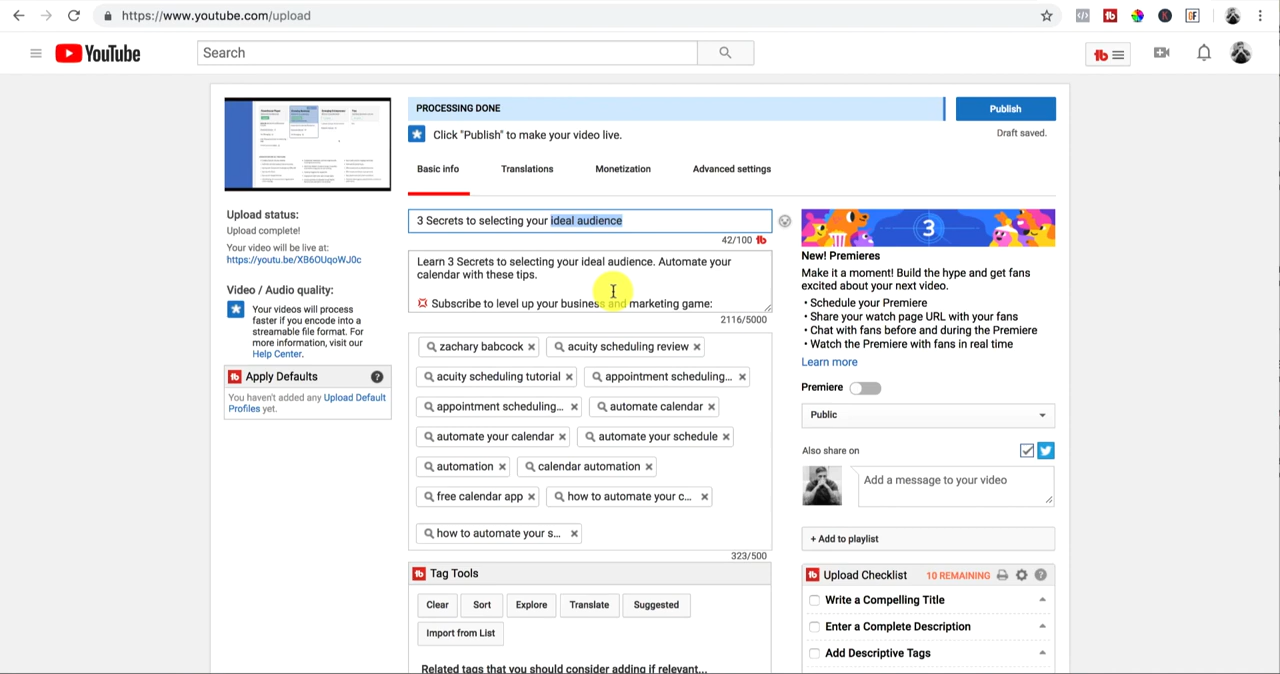 https://www.youtube.com/upload
YouTube
Search
PROCESSING DONE
Publish
Click "Publish" to make your video live.
Draft saved.
Basic info
Translations
Monetization
Advanced settings
Upload status:
Upload complete!
Your video will be live at:
https://youtu.be/XB6OUqoWJ0c
Video / Audio quality:
Your videos will process
faster if you encode into a
streamable file format. For
more information, visit our
Help Center.
Apply Defaults
You haven't added any Upload Default
Profiles yet.
3 Secrets to selecting your ideal audience
42/100
Learn 3 Secrets to selecting your ideal audience. Automate your
calendar with these tips.
Subscribe to level up your business and marketing game:
2116/5000
zachary babcock
acuity scheduling review
acuity scheduling tutorial
appointment scheduling...
appointment scheduling...
automate calendar
automate your calendar
automate your schedule
automation
calendar automation
free calendar app
how to automate your c...
how to automate your s...
323/500
Tag Tools
Clear
Sort
Explore
Translate
Suggested
Import from List
Related tags that you should consider adding if relevant...
3
New! Premieres
Make it a moment! Build the hype and get fans
excited about your next video.
• Schedule your Premiere
• Share your watch page URL with your fans
• Chat with fans before and during the Premiere
• Watch the Premiere with fans in real time
Learn more
Premiere
Public
Also share on
Add a message to your video
+ Add to playlist
Upload Checklist
10 REMAINING
Write a Compelling Title
Enter a Complete Description
Add Descriptive Tags